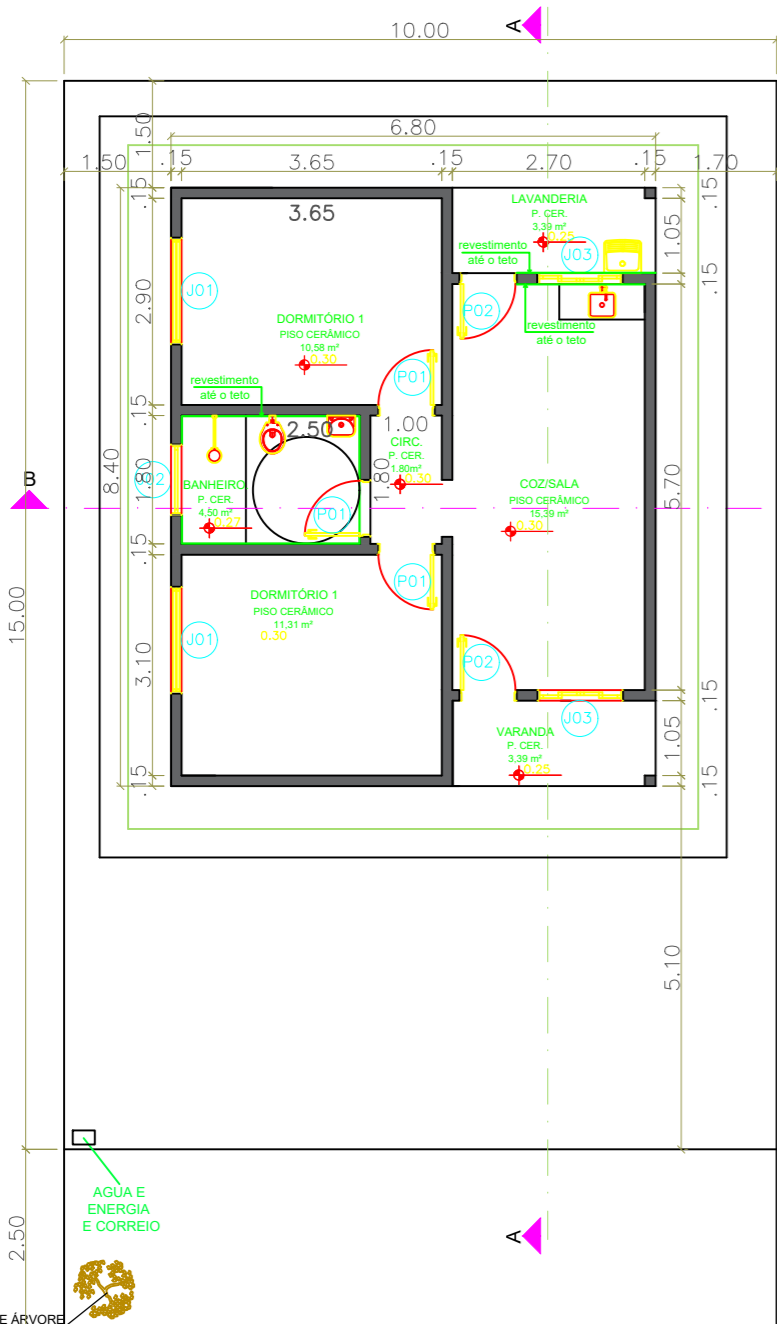 A
10.00
6.80
1.50
1.50
.15
3.65
.15
2.70
.15
1.70
.15
3.65
LAVANDERIA
P. CER.
3,39 m²
0.25
J03
1.05
.15
revestimento
até o teto
.15
J01
2.90
P02
revestimento
até o teto
DORMITÓRIO 1
PISO CERÂMICO
10,58 m²
0.30
P01
revestimento
até o teto
.15
2.50
1.00
CIRC.
P. CER.
1.80m²
0.30
1.80
8.40
B
J02
1.80
BANHEIRO
P. CER.
4,50 m²
0.27
P01
COZ/SALA
PISO CERÂMICO
15,39 m²
0.30
5.70
.15
P01
DORMITÓRIO 1
PISO CERÂMICO
11,31 m²
0.30
J01
15.00
3.10
P02
.15
J03
VARANDA
P. CER.
3,39 m²
0.25
1.05
.15
.15
5.10
AGUA E
ENERGIA
E CORREIO
A
2.50
E ÁRVORE